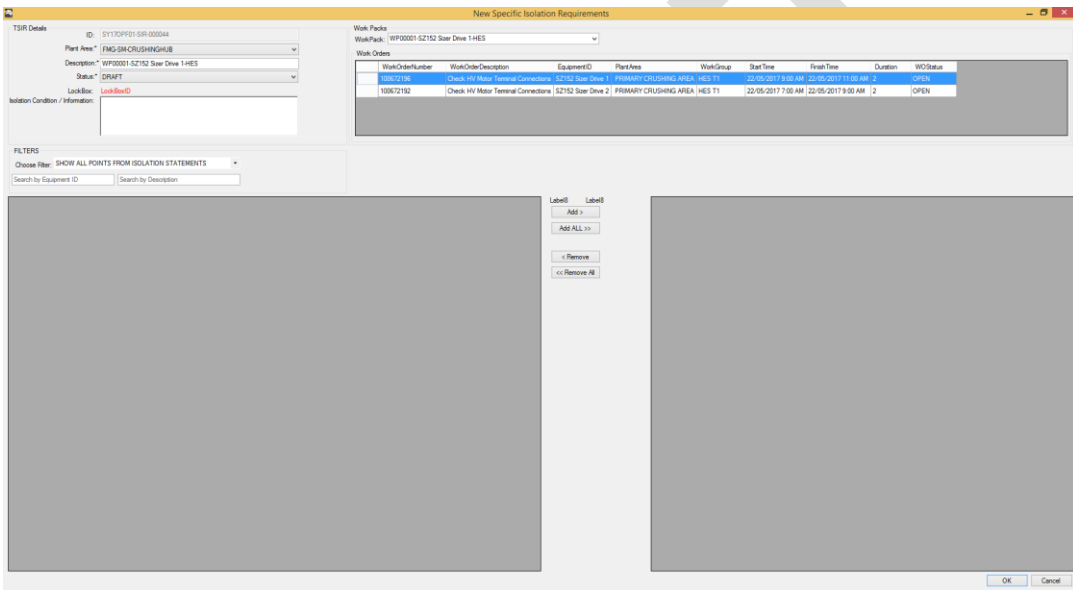 New Specific Isolation Requirements
TSIR Details
ID: SY17OPF01-SIR-000044
Plant Area:* FMG-SM-CRUSHINGHUB
Description:* WP00001-SZ152 Sizer Drive 1-HES
Status:* DRAFT
LockBox: LockBoxID
Isolation Condition / Information:
Work Packs
WorkPack: WP00001-SZ152 Sizer Drive 1-HES
Work Orders
WorkOrderNumber WorkOrderDescription EquipmentID PlantArea WorkGroup StartTime FinishTime Duration WOStatus
100672196 Check HV Motor Terminal Connections SZ152 Sizer Drive 1 PRIMARY CRUSHING AREA HES T1 22/05/2017 9:00 AM 22/05/2017 11:00 AM 2 OPEN
100672192 Check HV Motor Terminal Connections SZ152 Sizer Drive 2 PRIMARY CRUSHING AREA HES T1 22/05/2017 7:00 AM 22/05/2017 9:00 AM 2 OPEN
FILTERS
Choose Filter: SHOW ALL POINTS FROM ISOLATION STATEMENTS
Search by Equipment ID Search by Description
Label8 Label8
Add >
Add ALL >>
< Remove
<< Remove All
OK Cancel